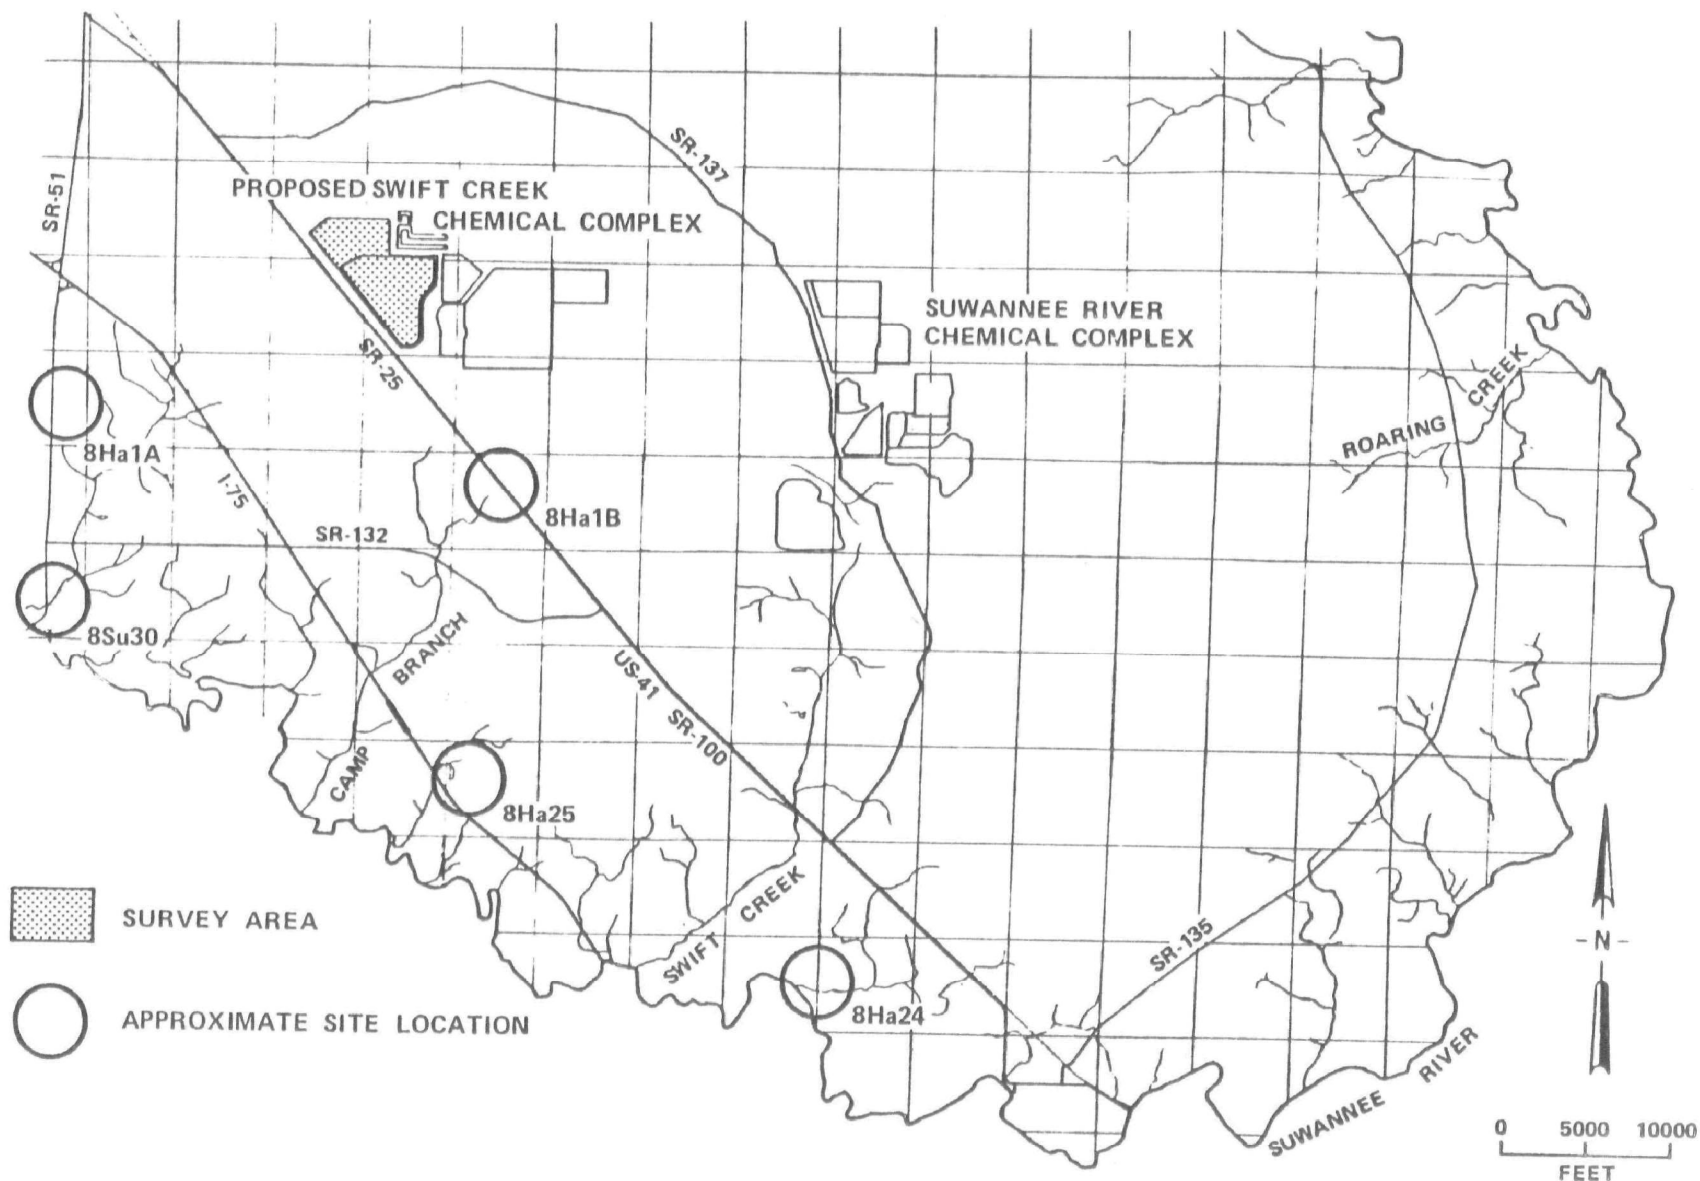 SR-137
SR-51
PROPOSED SWIFT CREEK
CHEMICAL COMPLEX
SUWANNEE RIVER
CHEMICAL COMPLEX
SR-25
ROARING CREEK
8Ha1A
I-75
8Ha1B
SR-132
8Su30
CAMP BRANCH
US-41 SR-100
8Ha25
SURVEY AREA
SWIFT CREEK
SR-135
-N-
APPROXIMATE SITE LOCATION
8Ha24
SUWANNEE RIVER
0 5000 10000
FEET